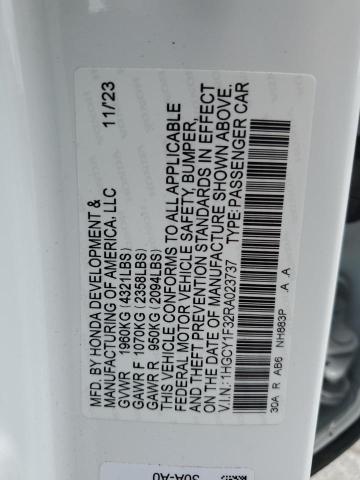 MFD. BY HONDA DEVELOPMENT & 11/23
MANUFACTURING OF AMERICA, LLC
GVWR 1960KG (4321LBS)
GAWR F 1070KG (2358LBS)
GAWR R 950KG (2094LBS)
THIS VEHICLE CONFORMS TO ALL APPLICABLE
FEDERAL MOTOR VEHICLE SAFETY, BUMPER,
AND THEFT PREVENTION STANDARDS IN EFFECT
ON THE DATE OF MANUFACTURE SHOWN ABOVE.
V.I.N.:1HGCY1F32RA023737 TYPE:PASSENGER CAR
30A R AB6 NH883P A A
30A-A0